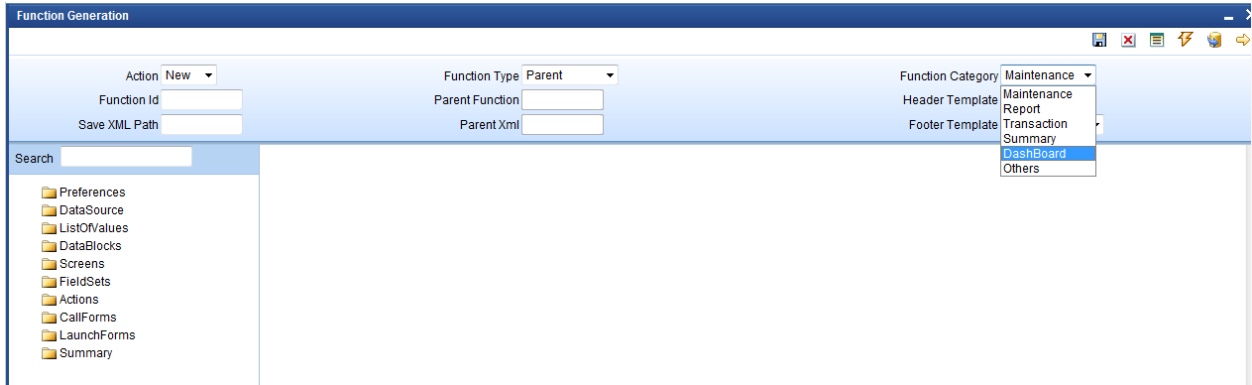 Function Generation
Action New Function Type Parent Function Category Maintenance
Function Id Parent Function Header Template Maintenance
Report
Save XML Path Parent Xml Footer Template Transaction
Summary
DashBoard
Others
Search
Preferences
DataSource
ListOfValues
DataBlocks
Screens
FieldSets
Actions
CallForms
LaunchForms
Summary